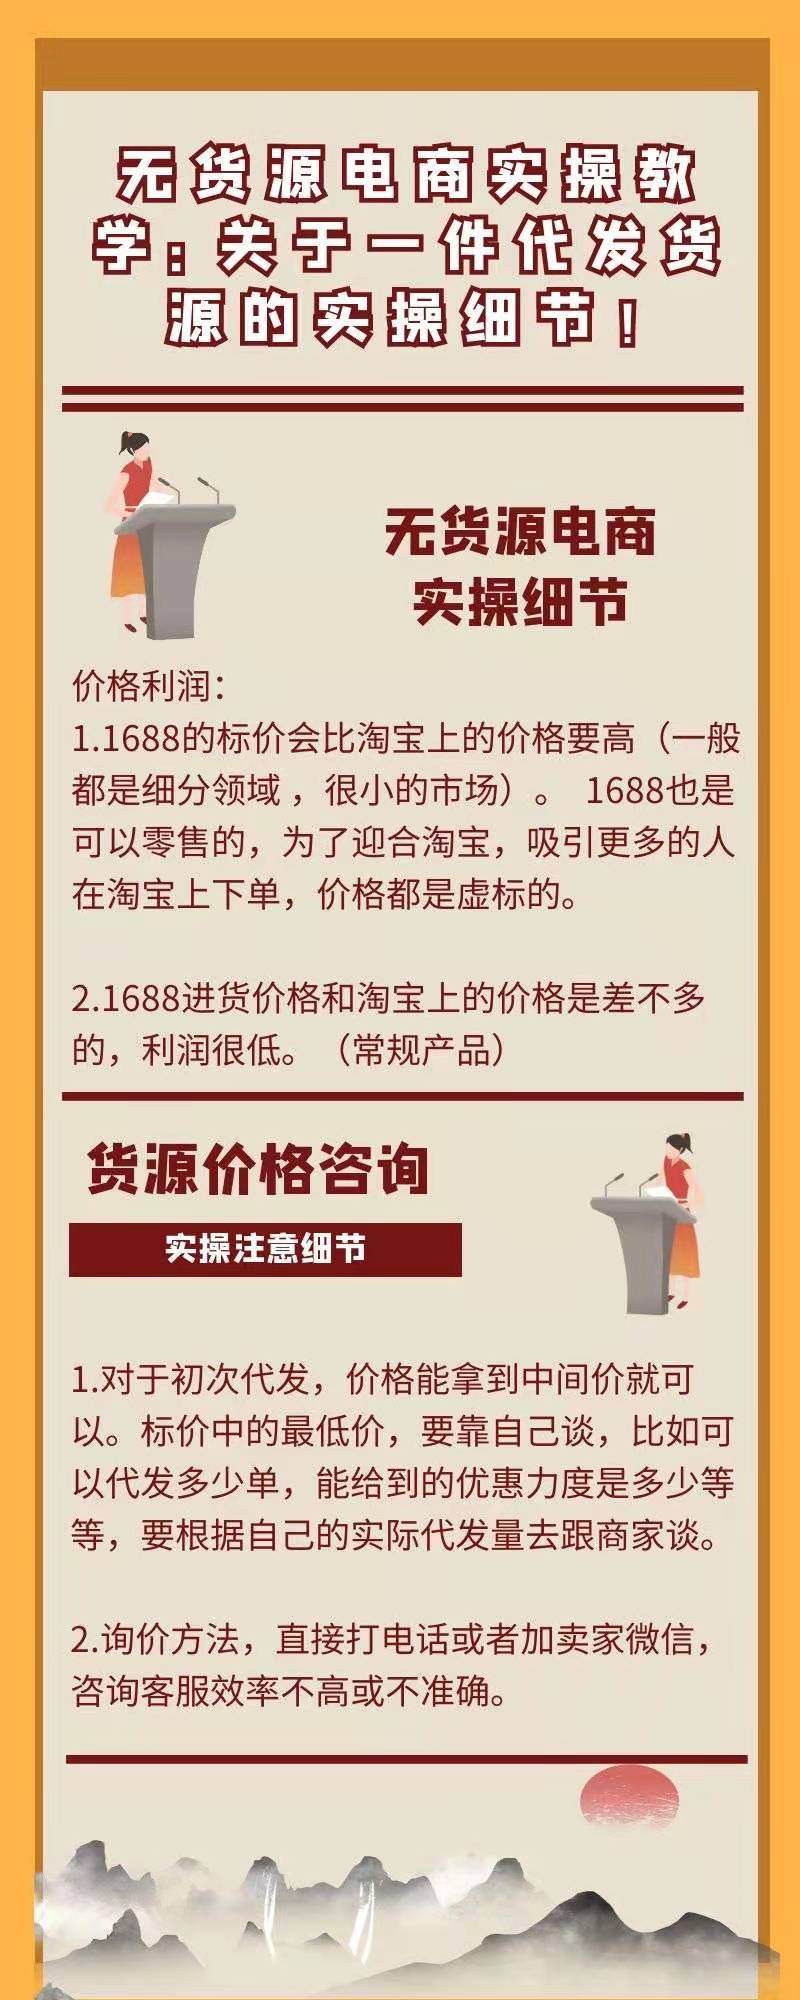 无货源电商实操教
学：关于一件代发货
源的实操细节！
无货源电商
实操细节
价格利润：
1.1688的标价会比淘宝上的价格要高（一般
都是细分领域，很小的市场）。 1688也是
可以零售的，为了迎合淘宝，吸引更多的人
在淘宝上下单，价格都是虚标的。
2.1688进货价格和淘宝上的价格是差不多
的，利润很低。（常规产品）
货源价格咨询
实操注意细节
1.对于初次代发，价格能拿到中间价就可
以。标价中的最低价，要靠自己谈，比如可
以代发多少单，能给到的优惠力度是多少等
等，要根据自己的实际代发量去跟商家谈。
2.询价方法，直接打电话或者加卖家微信，
咨询客服效率不高或不准确。